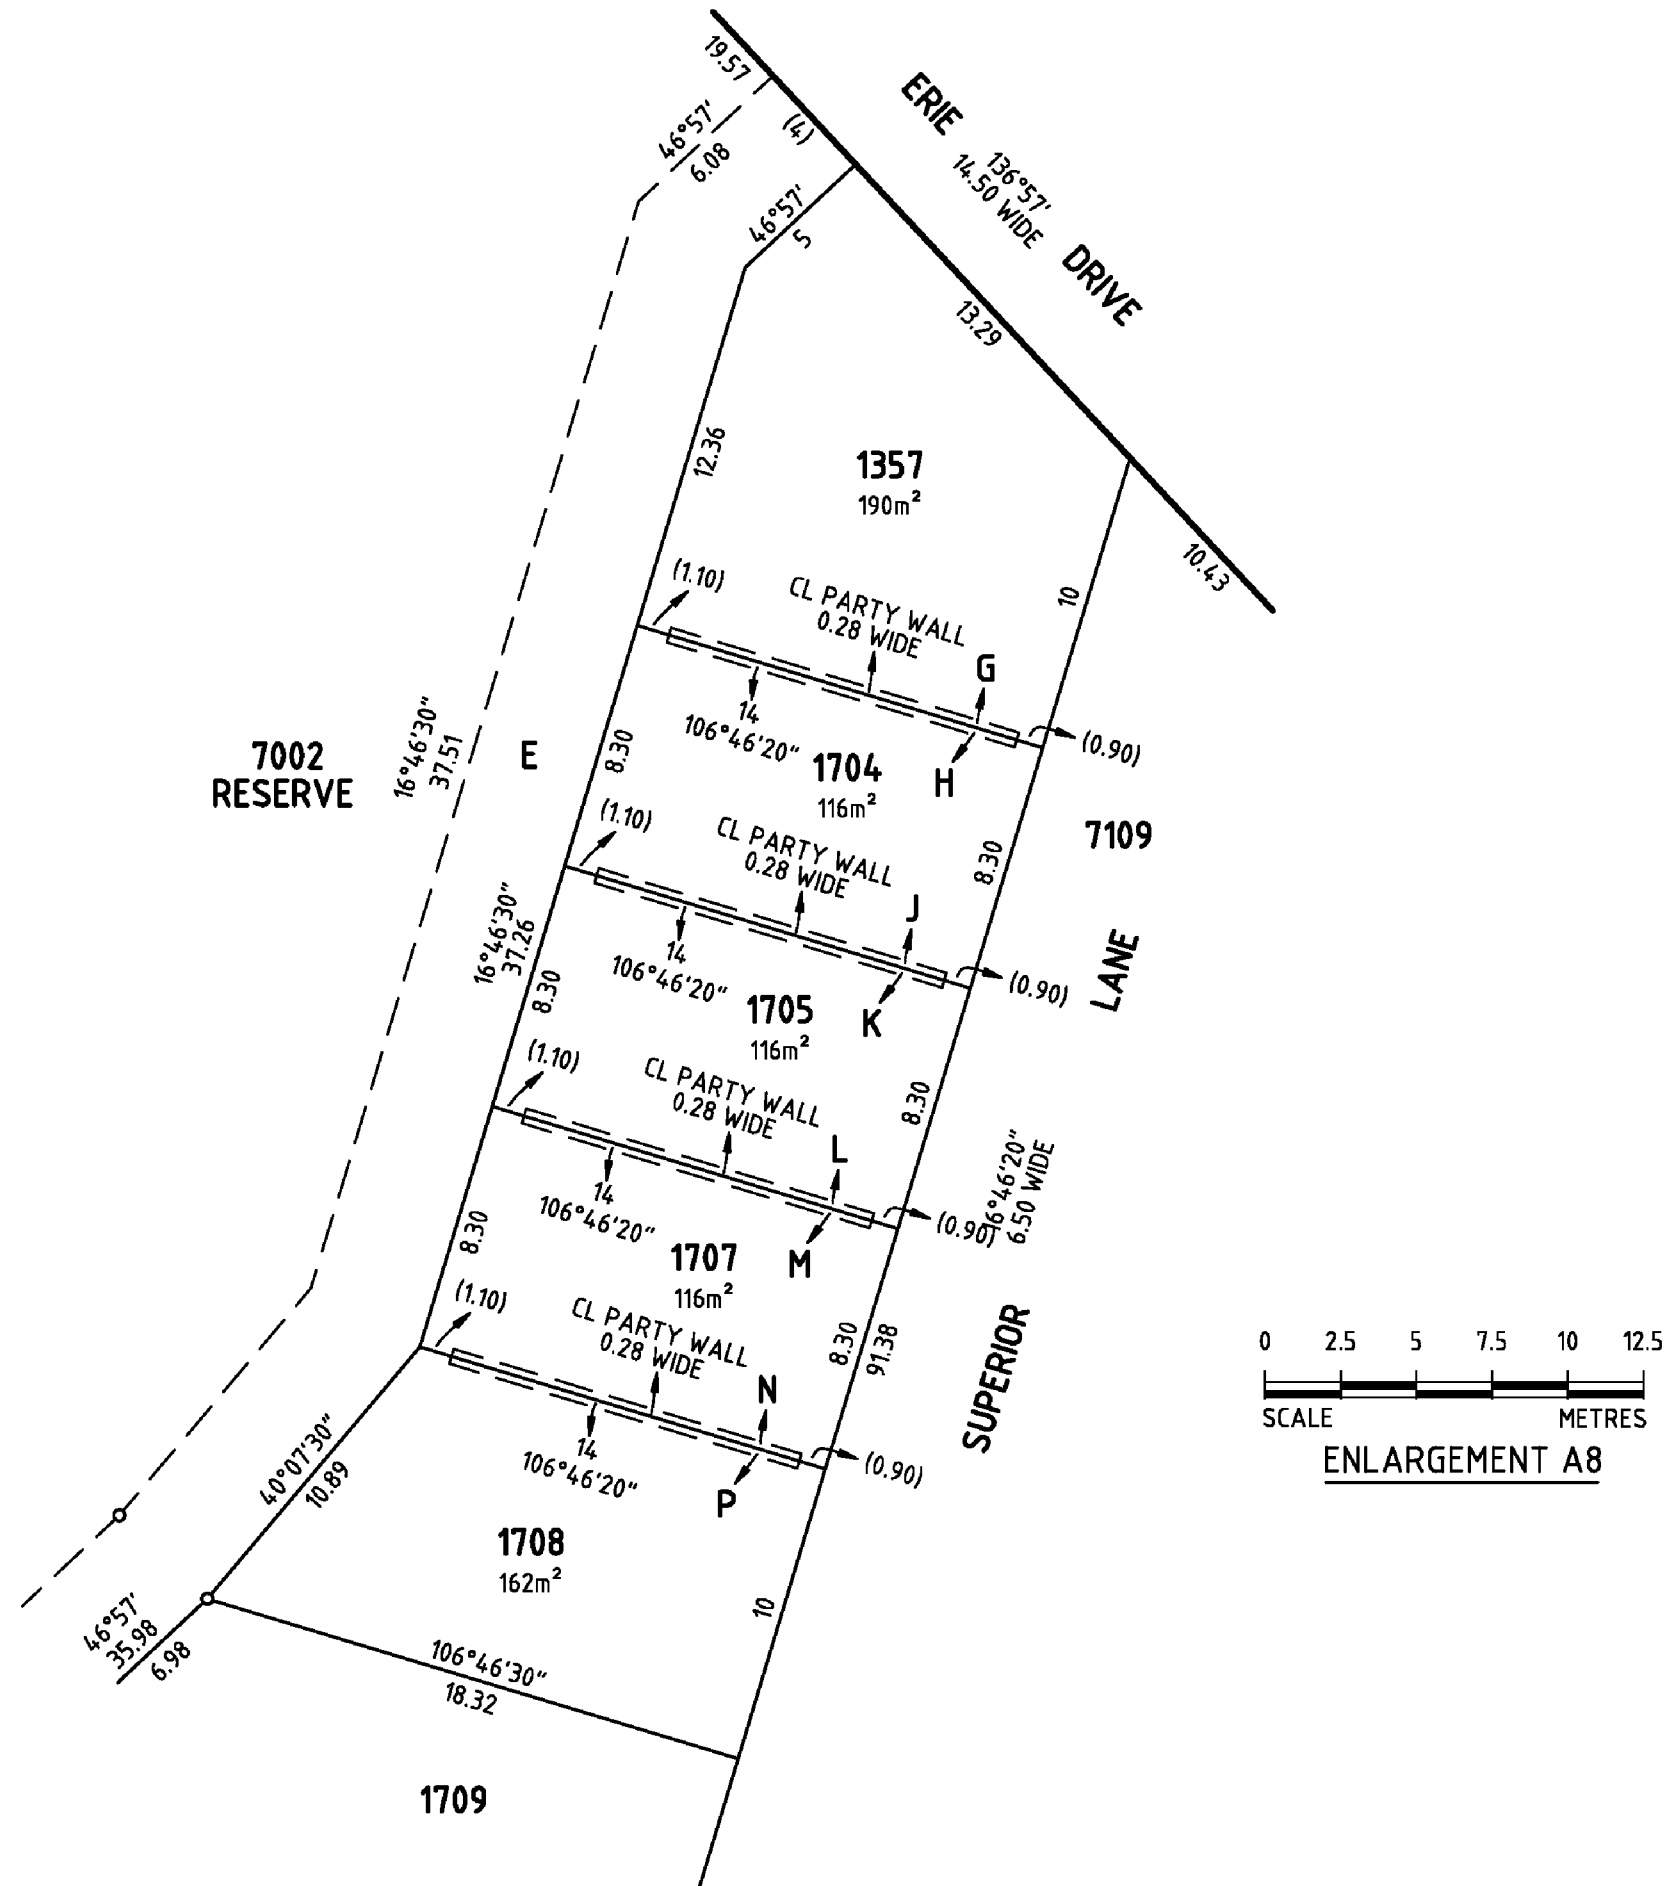 19.57
ERIE
46°57'
6.08
(4)
136°57'
14.50 WIDE
46°57'
5
DRIVE
13.29
12.36
1357
190m²
10.43
(1.10)
CL PARTY WALL
0.28 WIDE
10
G
16°46'30"
37.51
14
106°46'20"
(0.90)
7002
RESERVE
E
8.30
1704
116m²
H
(1.10)
CL PARTY WALL
0.28 WIDE
7109
8.30
J
16°46'30"
37.26
14
106°46'20"
(0.90)
LANE
8.30
1705
116m²
K
(1.10)
CL PARTY WALL
0.28 WIDE
8.30
L
16°46'20"
6.50 WIDE
14
106°46'20"
(0.90)
8.30
1707
116m²
M
(1.10)
CL PARTY WALL
0.28 WIDE
8.30
91.38
SUPERIOR
N
0 2.5 5 7.5 10 12.5
SCALE METRES
ENLARGEMENT A8
40°07'30"
10.89
14
106°46'20"
(0.90)
P
1708
162m²
10
46°57'
35.98
6.98
106°46'30"
18.32
1709